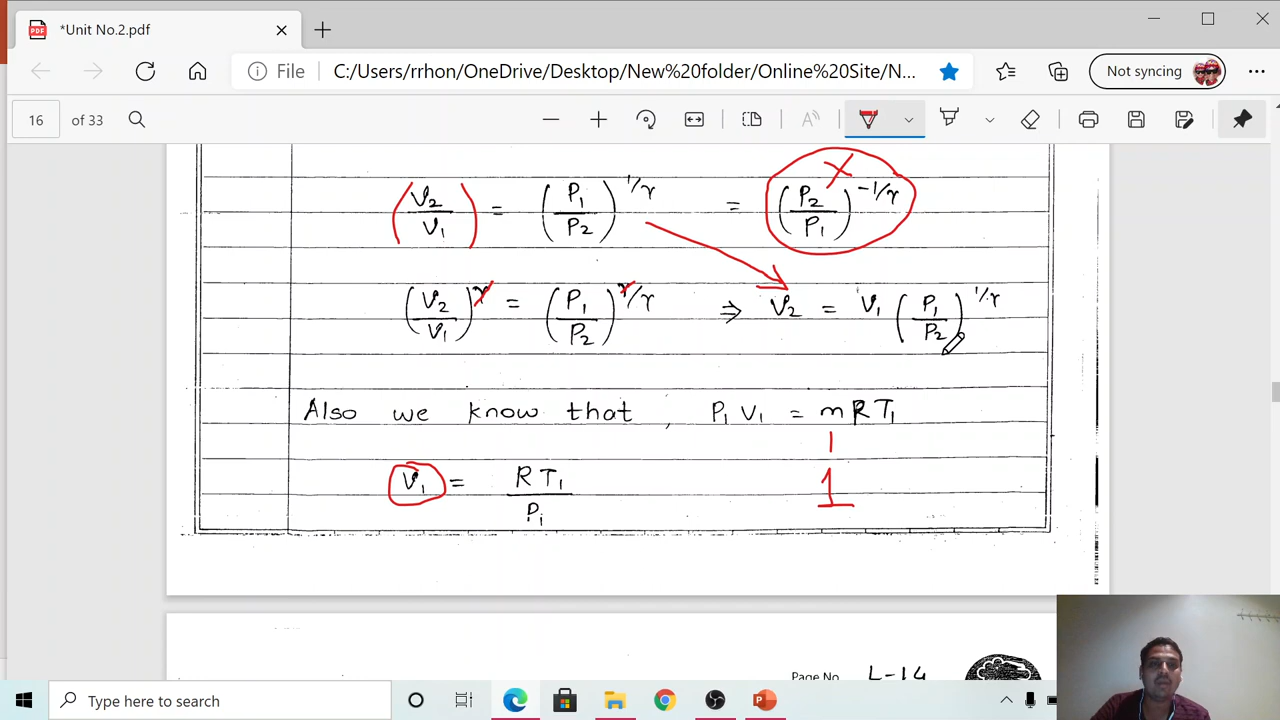 *Unit No.2.pdf
File C:/Users/rrhon/OneDrive/Desktop/New%20folder/Online%20Site/N... Not syncing
16 of 33
(V₂/V₁) = (P₁/P₂)^1/γ = (P₂/P₁)^-1/γ X
(V₂/V₁)^γ = (P₁/P₂)^γ/γ ⇒ V₂ = V₁ (P₁/P₂)^1/γ
Also we know that , P₁ V₁ = m R T₁
1
V₁ = R T₁ / P₁
Page No. L-14
Type here to search